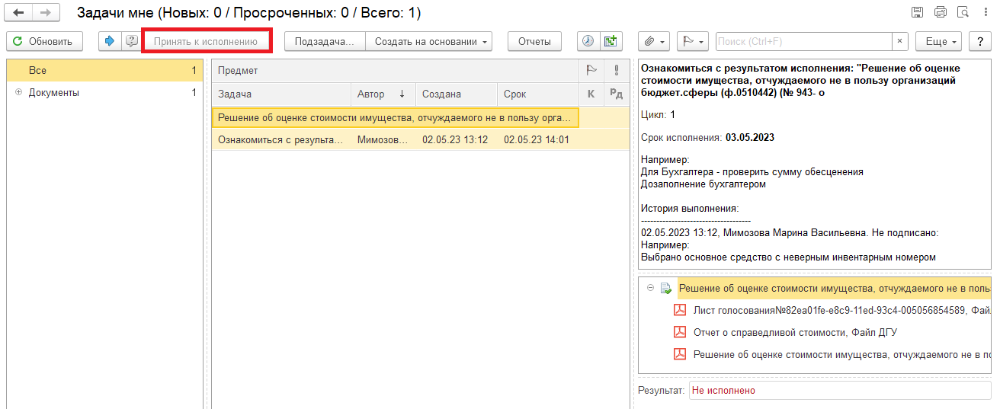 Задачи мне (Новых: 0 / Просроченных: 0 / Всего: 1)
Обновить Принять к исполнению Подзадача... Создать на основании Отчеты Поиск (Ctrl+F) × Еще ?
Все 1
Документы 1
Предмет
Задача Автор ↓ Создана Срок К Рд
Решение об оценке стоимости имущества, отчуждаемого не в пользу орга...
Ознакомиться с результа... Мимозов... 02.05.23 13:12 02.05.23 14:01
Ознакомиться с результатом исполнения: "Решение об оценке
стоимости имущества, отчуждаемого не в пользу организаций
бюджет.сферы (ф.0510442) (№ 943- о
Цикл: 1
Срок исполнения: 03.05.2023
Например:
Для Бухгалтера - проверить сумму обесценения
Дозаполнение бухгалтером
История выполнения:
------------------------------------
02.05.2023 13:12, Мимозова Марина Васильевна. Не подписано:
Например:
Выбрано основное средство с неверным инвентарным номером
Решение об оценке стоимости имущества, отчуждаемого не в поль
Лист голосования№82ea01fe-e8c9-11ed-93c4-005056854589, Фай
Отчет о справедливой стоимости, Файл ДГУ
Решение об оценке стоимости имущества, отчуждаемого не в по
Результат: Не исполнено